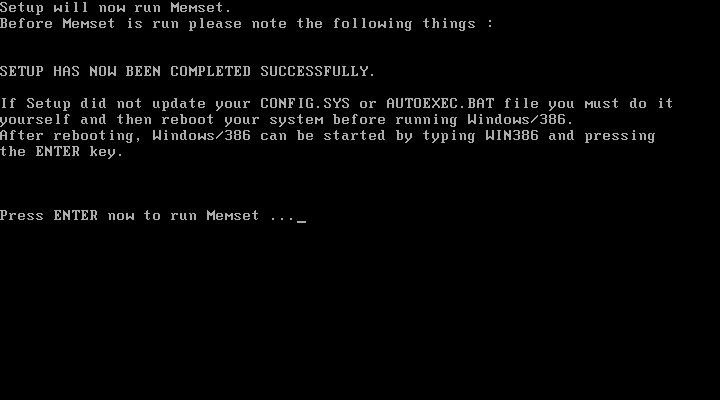 Setup will now run Memset.
Before Memset is run please note the following things :
SETUP HAS NOW BEEN COMPLETED SUCCESSFULLY.
If Setup did not update your CONFIG.SYS or AUTOEXEC.BAT file you must do it
yourself and then reboot your system before running Windows/386.
After rebooting, Windows/386 can be started by typing WIN386 and pressing
the ENTER key.
Press ENTER now to run Memset ..._